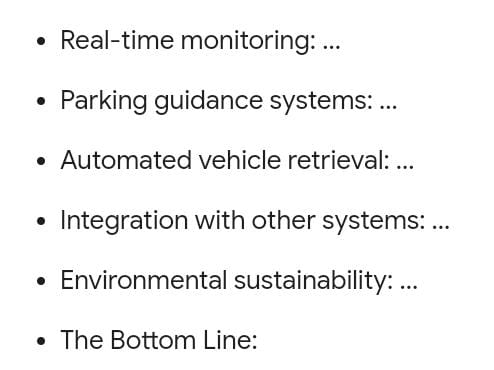 • Real-time monitoring: ...
• Parking guidance systems: ...
• Automated vehicle retrieval: ...
• Integration with other systems: ...
• Environmental sustainability: ...
• The Bottom Line: